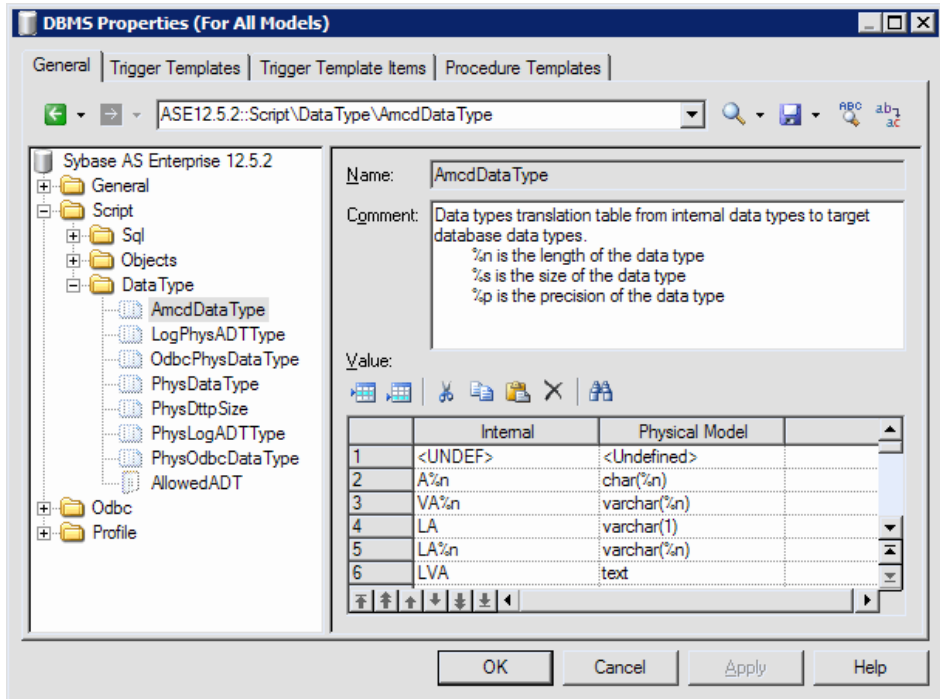 DBMS Properties (For All Models)
General Trigger Templates Trigger Template Items Procedure Templates
ASE12.5.2::Script\DataType\AmcdDataType
ABC
ab
ac
Sybase AS Enterprise 12.5.2
General
Script
Sql
Objects
DataType
AmcdDataType
LogPhysADTType
OdbcPhysDataType
PhysDataType
PhysDttpSize
PhysLogADTType
PhysOdbcDataType
AllowedADT
Odbc
Profile
Name: AmcdDataType
Comment: Data types translation table from internal data types to target
database data types.
%n is the length of the data type
%s is the size of the data type
%p is the precision of the data type
Value:
Internal Physical Model
1 <UNDEF> <Undefined>
2 A%n char(%n)
3 VA%n varchar(%n)
4 LA varchar(1)
5 LA%n varchar(%n)
6 LVA text
OK Cancel Apply Help